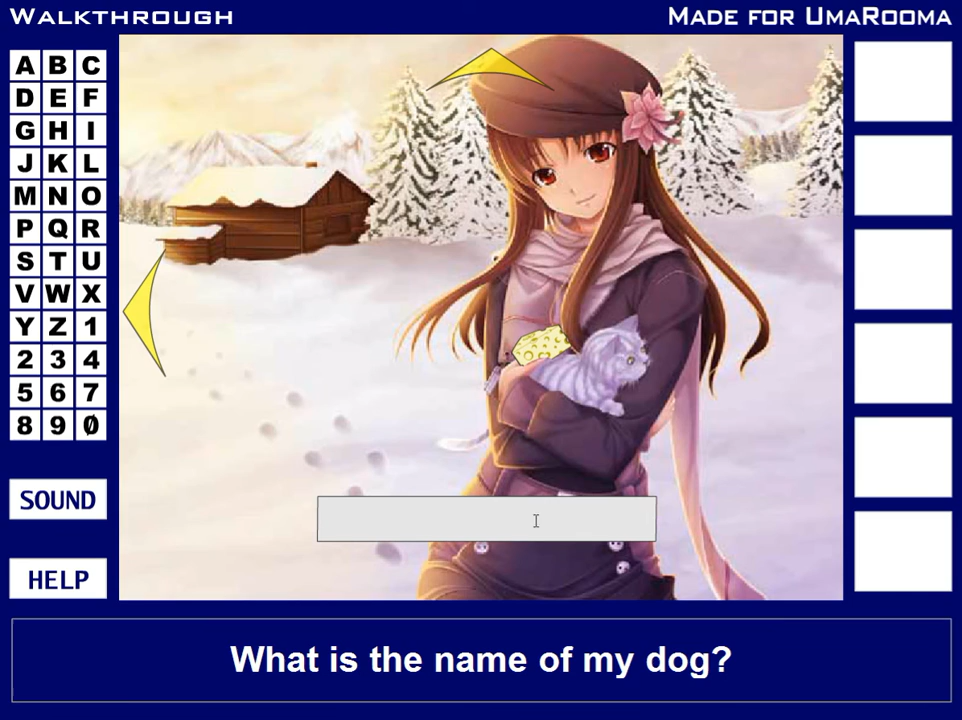 WALKTHROUGH
MADE FOR UMAROOMA
A B C
D E F
G H I
J K L
M N O
P Q R
S T U
V W X
Y Z 1
2 3 4
5 6 7
8 9 0
SOUND
HELP
What is the name of my dog?